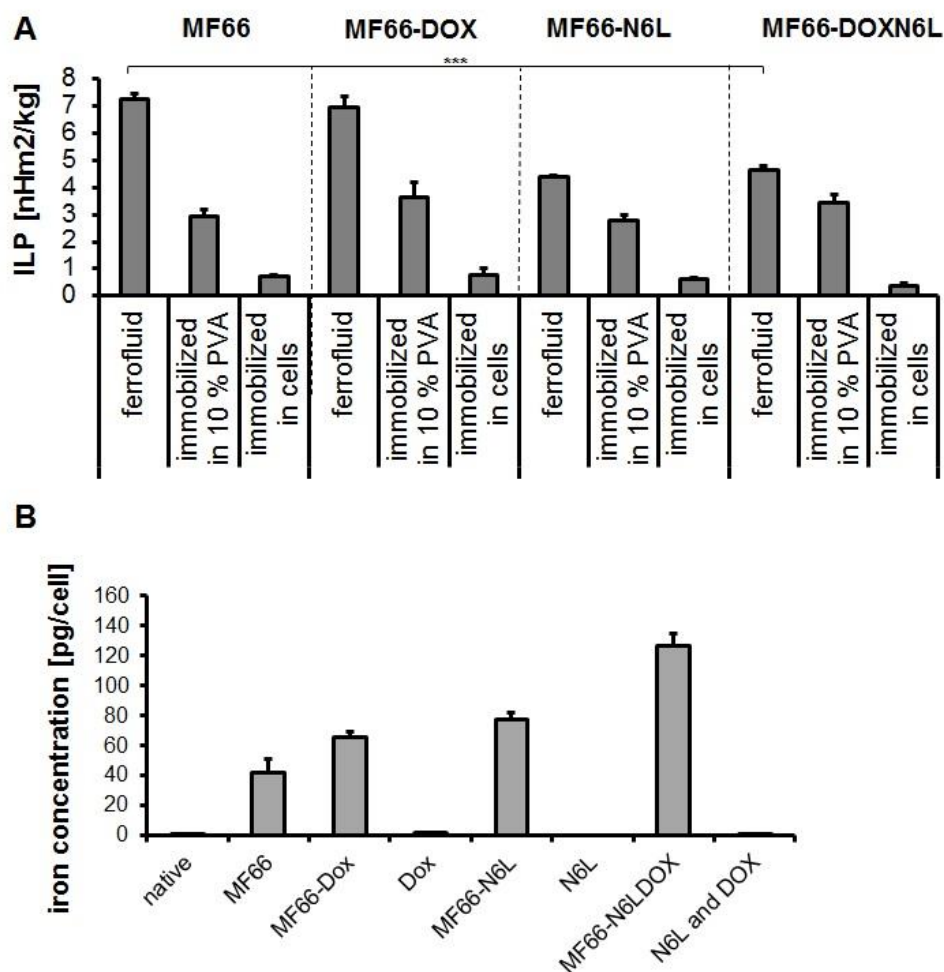 A
MF66 MF66-DOX MF66-N6L MF66-DOXN6L
***
ILP [nHm2/kg]
8
7
6
5
4
3
2
1
0
ferrofluid
immobilized
in 10 % PVA
immobilized
in cells
ferrofluid
immobilized
in 10 % PVA
immobilized
in cells
ferrofluid
immobilized
in 10 % PVA
immobilized
in cells
ferrofluid
immobilized
in 10 % PVA
immobilized
in cells
B
iron concentration [pg/cell]
160
140
120
100
80
60
40
20
0
native
MF66
MF66-Dox
Dox
MF66-N6L
N6L
MF66-N6LDOX
N6L and DOX